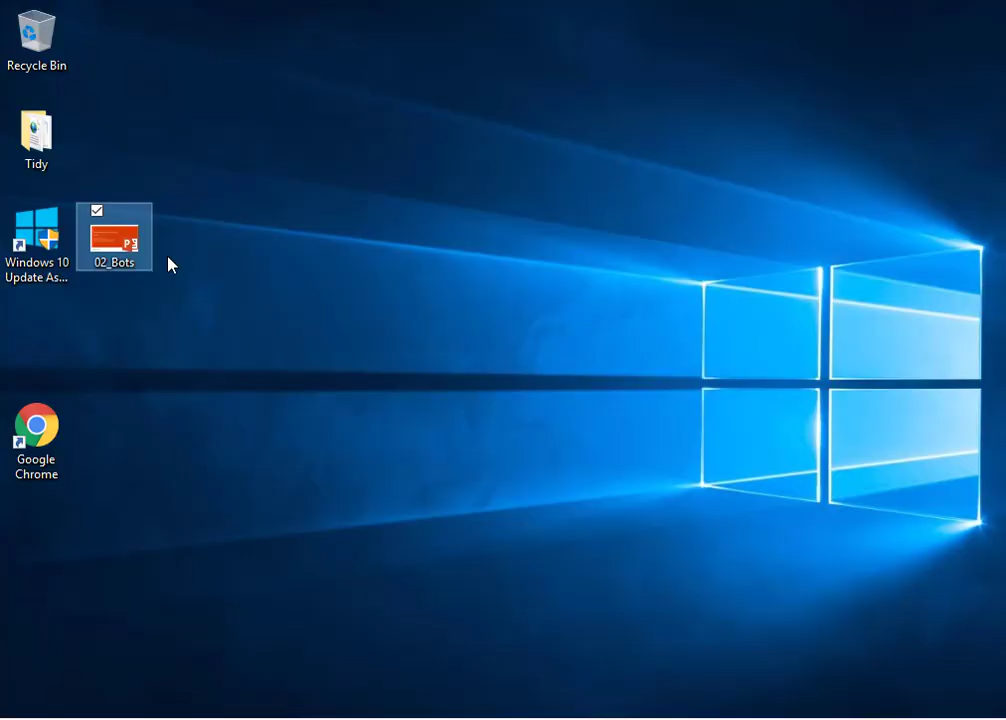 Recycle Bin
Tidy
Windows 10
Update As...
02_Bots
Google
Chrome